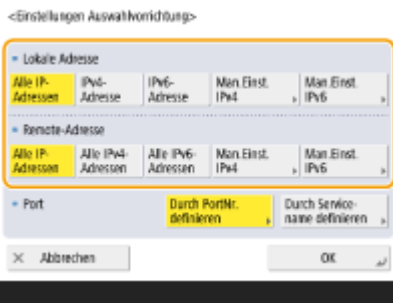 <Einstellungen Auswahlvorrichtung>
Lokale Adresse
Alle IP- IPv4- IPv6- Man.Einst. Man.Einst.
Adressen Adresse Adresse IPv4 IPv6
Remote-Adresse
Alle IP- Alle IPv4- Alle IPv6- Man.Einst. Man.Einst.
Adressen Adressen Adressen IPv4 IPv6
Port Durch PortNr. Durch Service-
definieren name definieren
Abbrechen OK